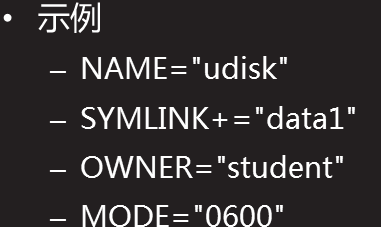 • 示例
– NAME="udisk"
– SYMLINK+="data1"
– OWNER="student"
– MODE="0600"